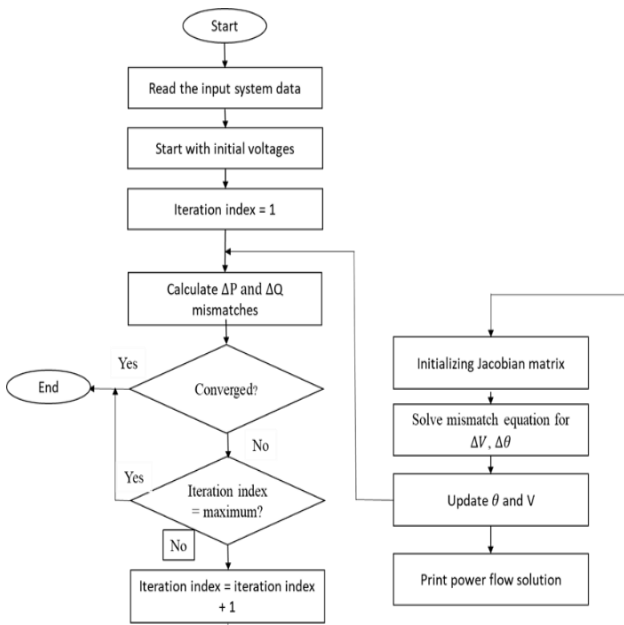 Start
Read the input system data
Start with initial voltages
Iteration index = 1
Calculate ΔP and ΔQ
mismatches
Yes
End
Converged?
No
Yes
Iteration index
= maximum?
No
Iteration index = iteration index
+ 1
Initializing Jacobian matrix
Solve mismatch equation for
ΔV, Δθ
Update θ and V
Print power flow solution